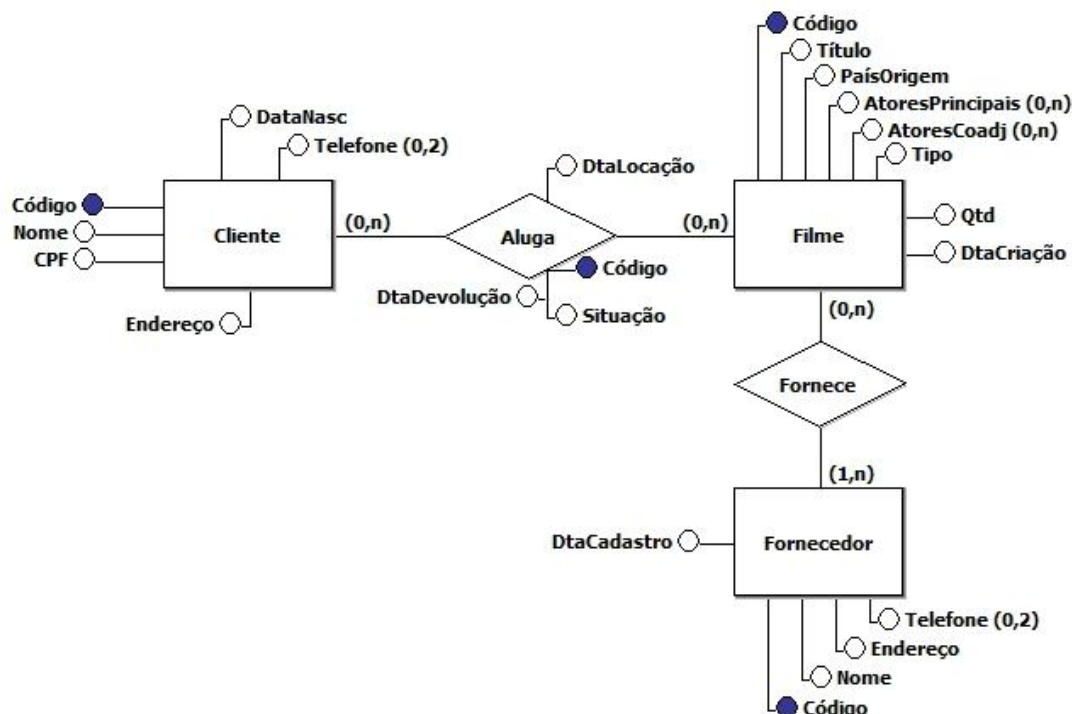 Código
Título
PaísOrigem
AtoresPrincipais (0,n)
AtoresCoadj (0,n)
Tipo
DataNasc
Telefone (0,2)
DtaLocação
Código
Nome
CPF
Cliente
(0,n)
Aluga
(0,n)
Filme
Qtd
DtaCriação
Código
DtaDevolução
Situação
Endereço
(0,n)
Fornece
(1,n)
DtaCadastro
Fornecedor
Telefone (0,2)
Endereço
Nome
Código